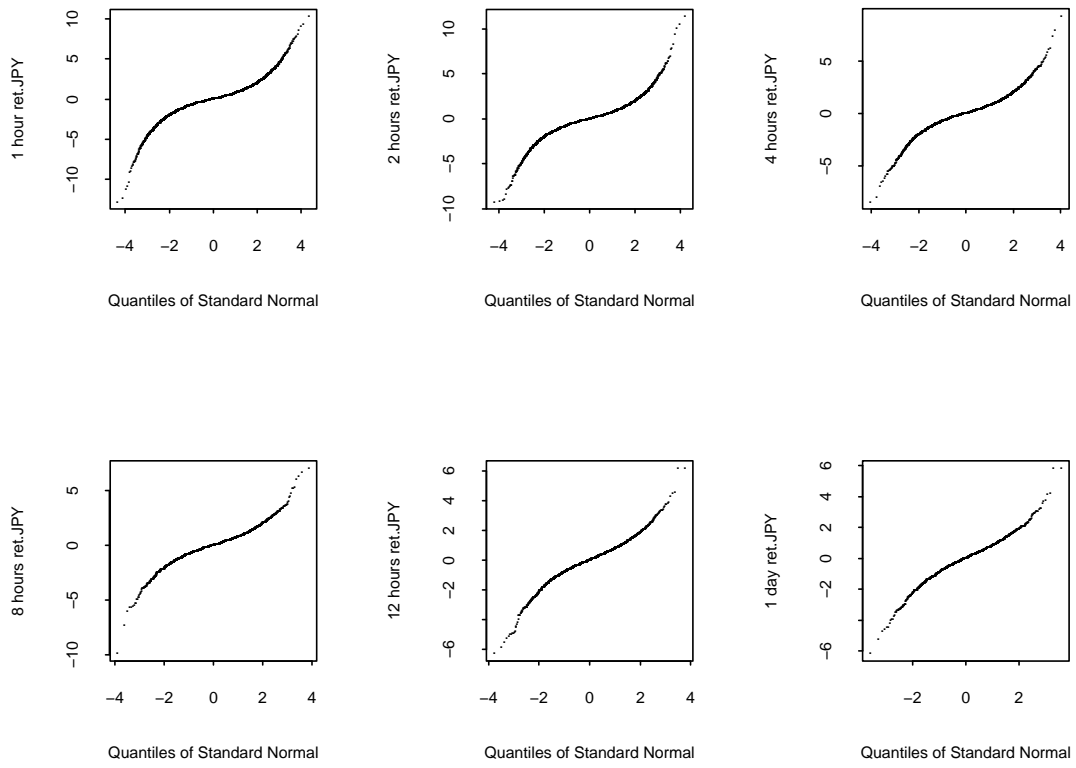 1 hour ret.JPY
10
5
0
−5
−10
−4 −2 0 2 4
Quantiles of Standard Normal
2 hours ret.JPY
10
5
0
−5
−10
−4 −2 0 2 4
Quantiles of Standard Normal
4 hours ret.JPY
5
0
−5
−4 −2 0 2 4
Quantiles of Standard Normal
8 hours ret.JPY
5
0
−5
−10
−4 −2 0 2 4
Quantiles of Standard Normal
12 hours ret.JPY
6
4
2
0
−2
−6
−4 −2 0 2 4
Quantiles of Standard Normal
1 day ret.JPY
6
4
2
0
−2
−6
−2 0 2
Quantiles of Standard Normal